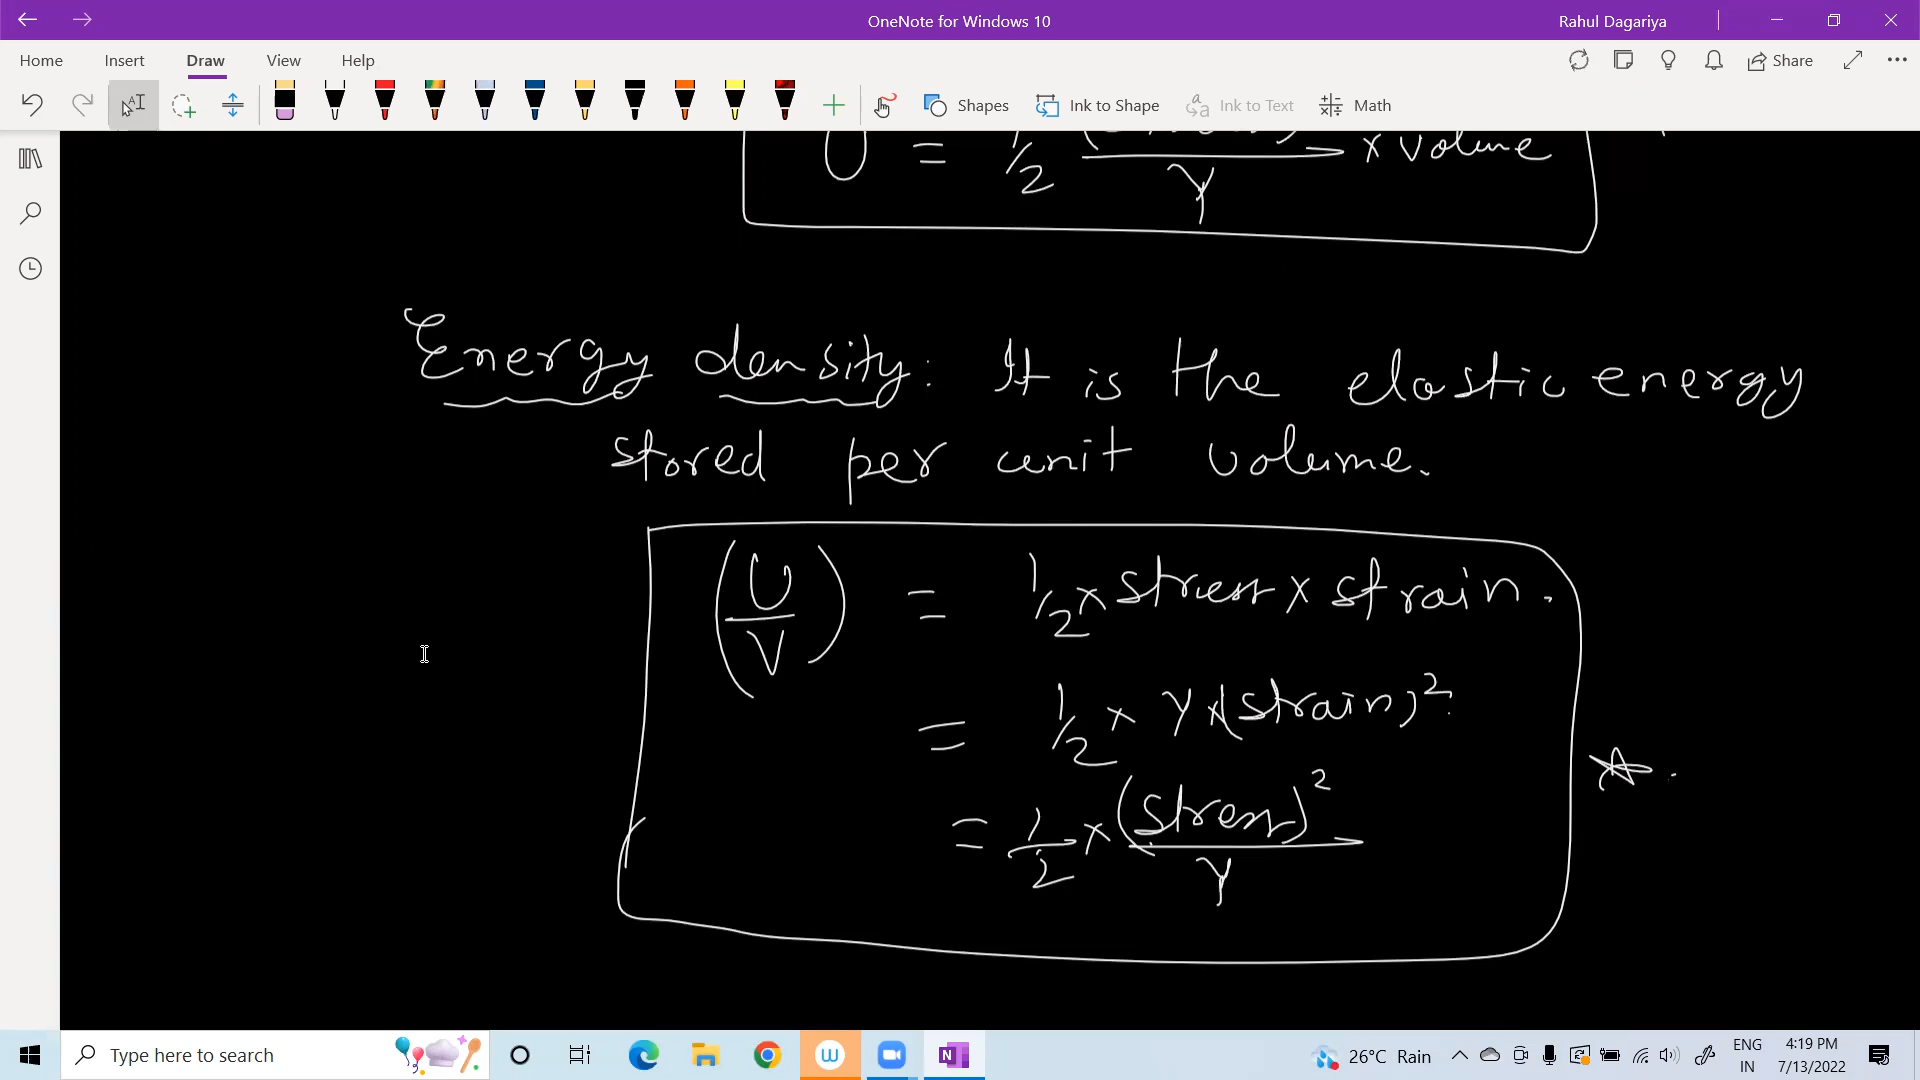 OneNote for Windows 10
Rahul Dagariya
Home Insert Draw View Help
Share
Shapes Ink to Shape Ink to Text Math
U = 1/2 x volume
Y
Energy density: It is the elastic energy
stored per unit volume.
(U/V) = 1/2 x stress x strain.
= 1/2 x Y x (strain)²
= 1/2 x (stress)²
Y
Type here to search
26°C Rain
ENG
IN
4:19 PM
7/13/2022